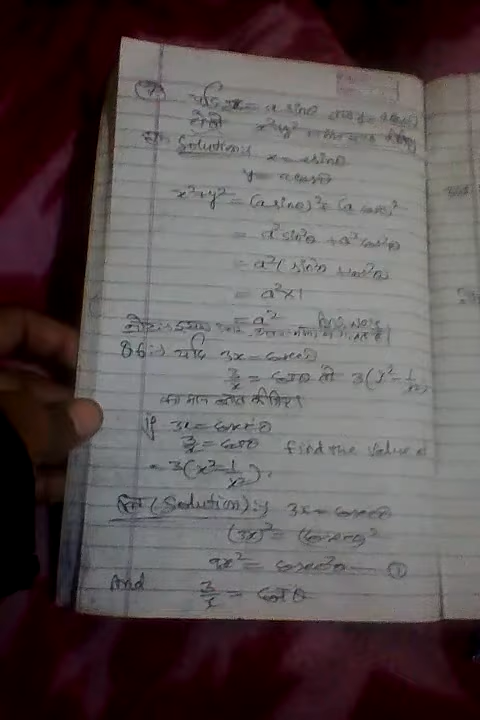 (7) यदि x = a sinθ तथा y =
x²+y²
Solution:- x = a sinθ
y = a cosθ
x²+y² = (a sinθ)² + (a cosθ)²
= a² sin²θ + a² cos²θ
= a² (sin²θ + cos²θ)
= a² × 1
= a² Ans
8 यदि 3x = cosecθ
3/x = cotθ तो 3(x² - 1/x²)
का मान ज्ञात कीजिए।
if 3x = cosecθ
3/x = cotθ find the value of
= 3(x² - 1/x²).
हल (Solution):- 3x = cosecθ
(3x)² = (cosecθ)²
9x² = cosec²θ — ①
And 3/x = cotθ